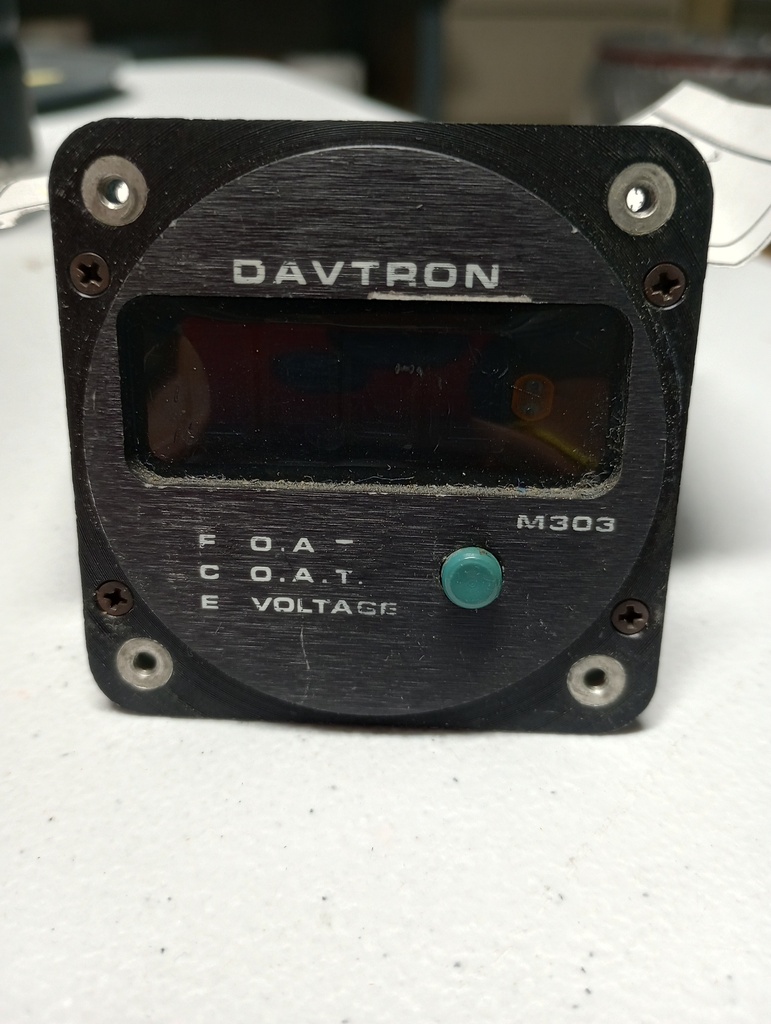 DAVTRON
M303
F O.A T
C O.A.T.
E VOLTAGE